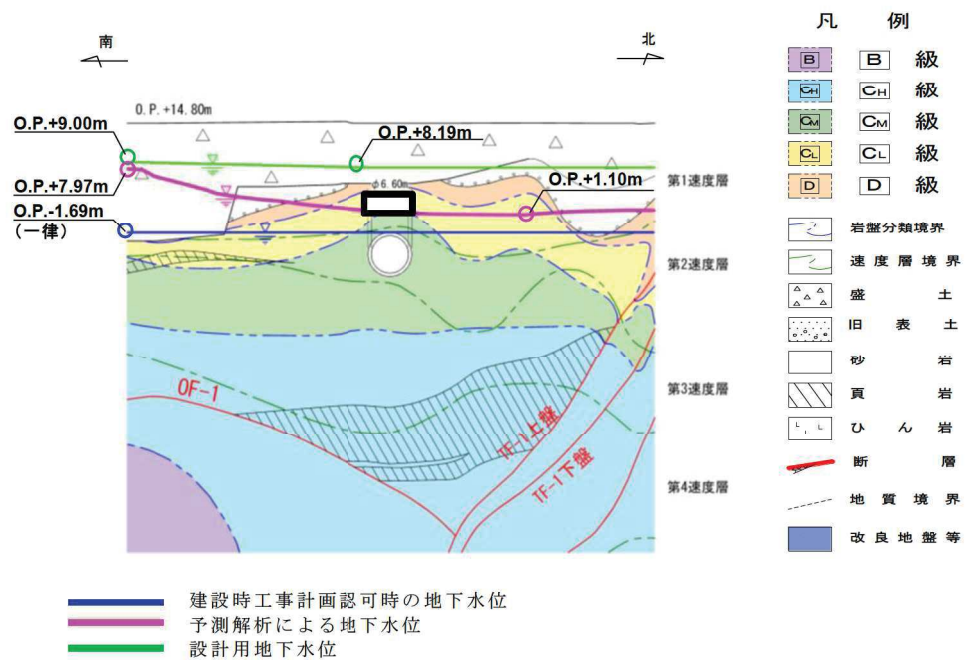 南
北
O.P.+14.80m
O.P.+9.00m
O.P.+8.19m
O.P.+7.97m
φ6.60m
O.P.+1.10m
O.P.-1.69m
(一律)
第1速度層
第2速度層
第3速度層
第4速度層
OF-1
TF-1上盤
TF-1下盤
凡 例
B B 級
CH CH 級
CM CM 級
CL CL 級
D D 級
岩盤分類境界
速度層境界
盛土
旧表土
砂岩
頁岩
ひん岩
断層
地質境界
改良地盤等
建設時工事計画認可時の地下水位
予測解析による地下水位
設計用地下水位